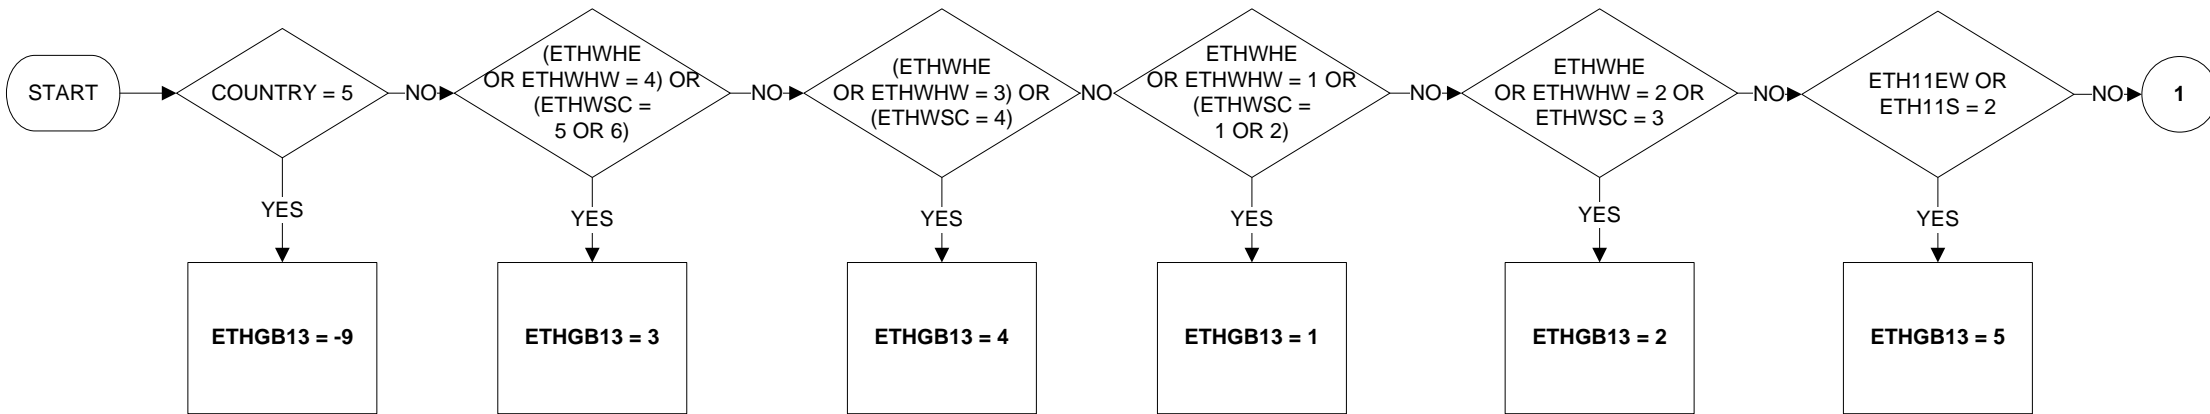 START
COUNTRY = 5
NO
(ETHWHE
OR ETHWHW = 4) OR
(ETHWSC =
5 OR 6)
NO
(ETHWHE
OR ETHWHW = 3) OR
(ETHWSC = 4)
NO
ETHWHE
OR ETHWHW = 1 OR
(ETHWSC =
1 OR 2)
NO
ETHWHE
OR ETHWHW = 2 OR
ETHWSC = 3
NO
ETH11EW OR
ETH11S = 2
NO
1
YES
YES
YES
YES
YES
YES
ETHGB13 = -9
ETHGB13 = 3
ETHGB13 = 4
ETHGB13 = 1
ETHGB13 = 2
ETHGB13 = 5